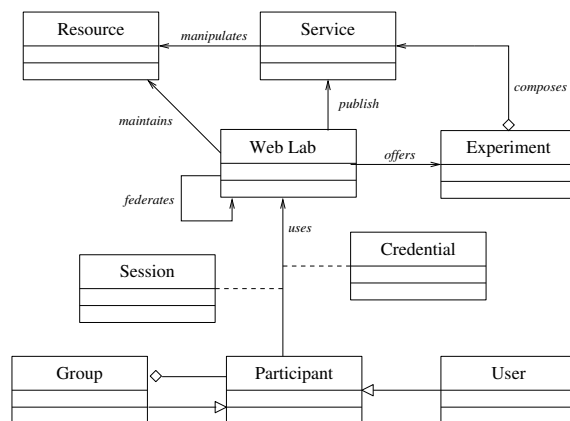 Resource
manipulates
Service
composes
maintains
publish
Web Lab
offers
Experiment
federates
uses
Credential
Session
Group
Participant
User